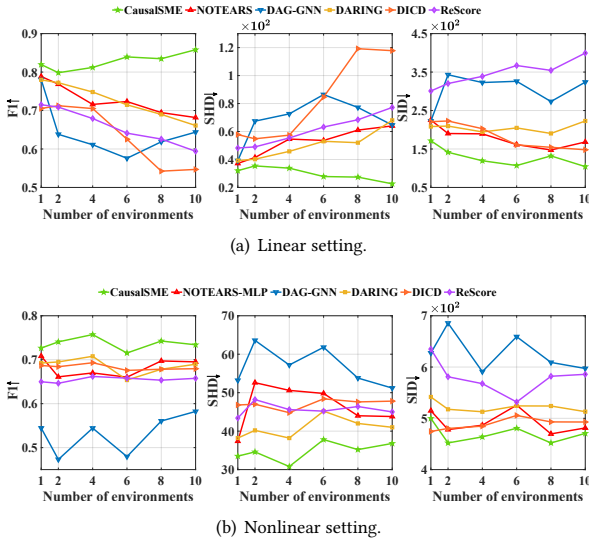 CausalSME NOTEARS DAG-GNN DARING DICD ReScore
×10²
×10²
0.9
0.8
0.7
0.6
0.5
F1↑
1 2 4 6 8 10
Number of environments
1.2
1.0
0.8
0.6
0.4
0.2
SHD↓
1 2 4 6 8 10
Number of environments
4.5
3.5
2.5
1.5
0.5
SID↓
1 2 4 6 8 10
Number of environments
(a) Linear setting.
CausalSME NOTEARS-MLP DAG-GNN DARING DICD ReScore
×10²
0.8
0.7
0.6
0.5
F1↑
1 2 4 6 8 10
Number of environments
70
60
50
40
30
SHD↓
1 2 4 6 8 10
Number of environments
7
6
5
4
SID↓
1 2 4 6 8 10
Number of environments
(b) Nonlinear setting.